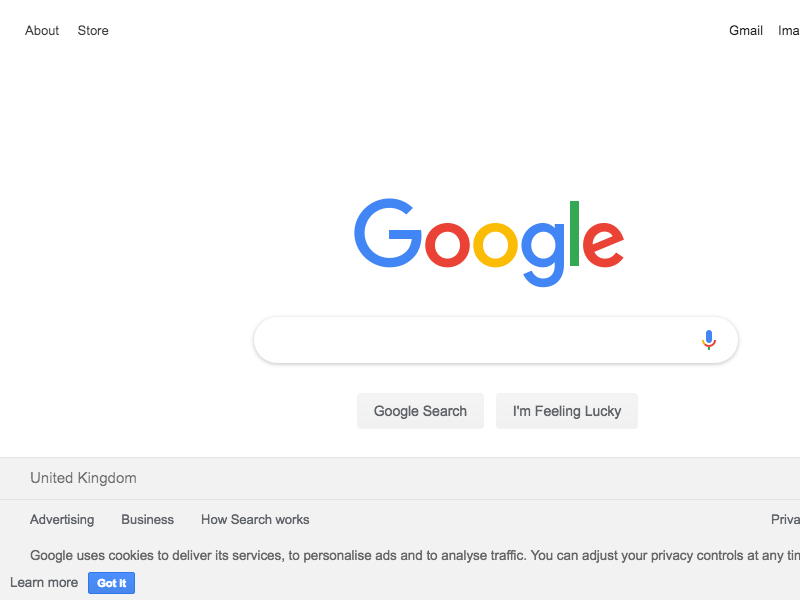 About Store Gmail Ima
Google
Google Search I'm Feeling Lucky
United Kingdom
Advertising Business How Search works Priva
Google uses cookies to deliver its services, to personalise ads and to analyse traffic. You can adjust your privacy controls at any tim
Learn more Got it